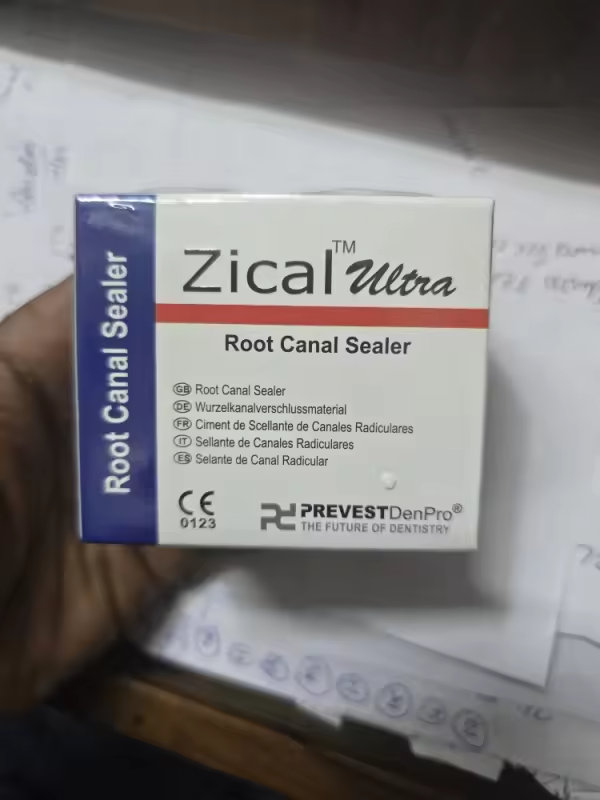 Root Canal Sealer
Zical™ Ultra
Root Canal Sealer
GB Root Canal Sealer
DE Wurzelkanalverschlussmaterial
FR Ciment de Scellante de Canales Radiculares
IT Sellante de Canales Radiculares
ES Selante de Canal Radicular
CE
0123
PREVESTDenPro®
THE FUTURE OF DENTISTRY